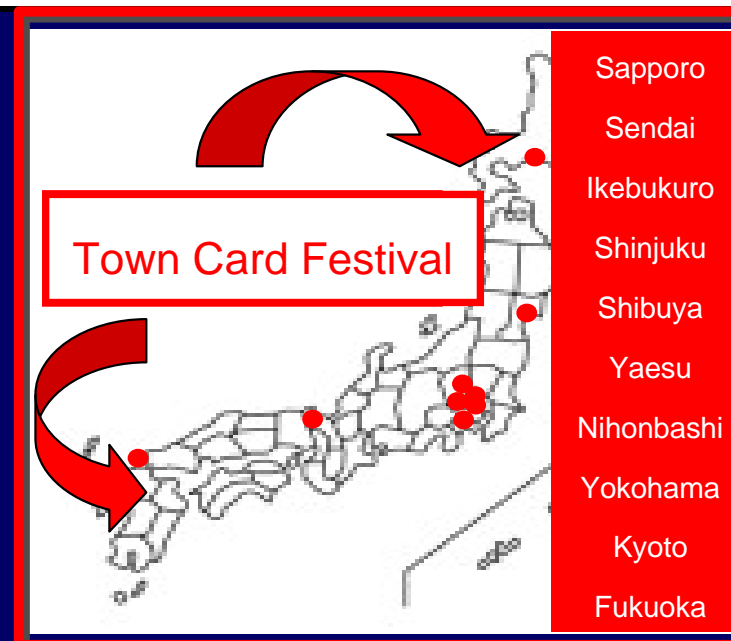 Town Card Festival
Sapporo
Sendai
Ikebukuro
Shinjuku
Shibuya
Yaesu
Nihonbashi
Yokohama
Kyoto
Fukuoka